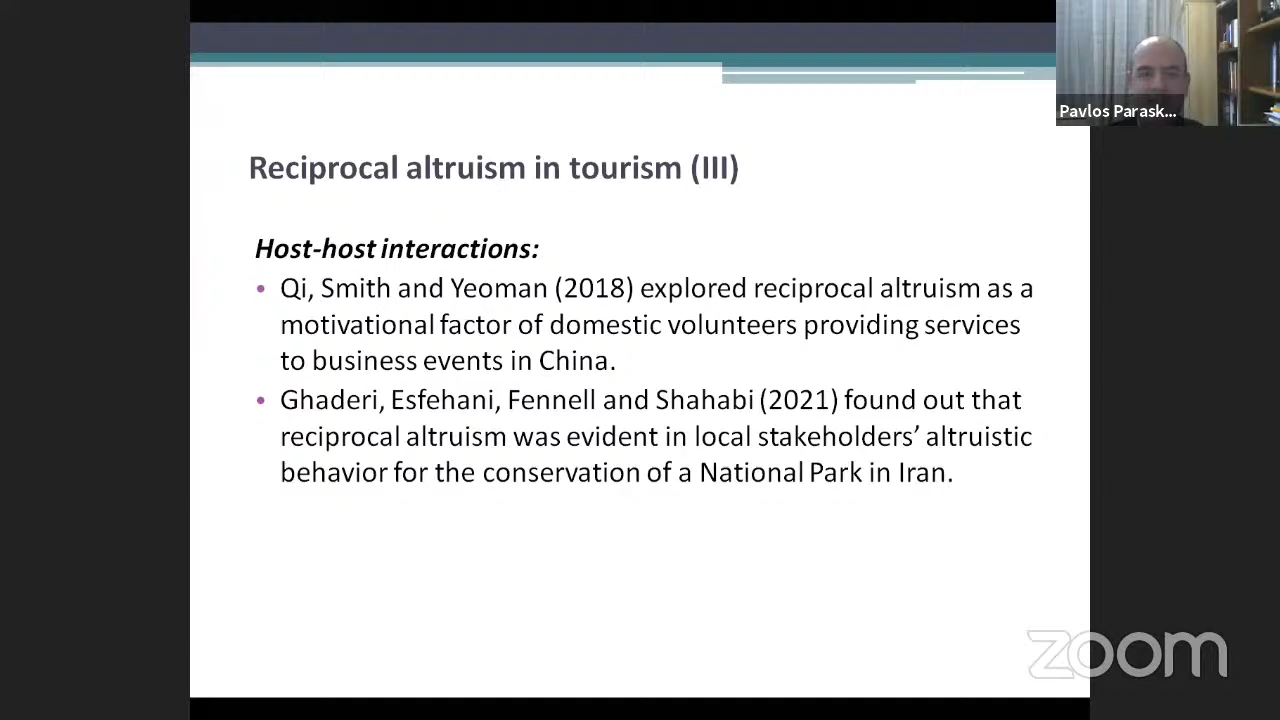 Pavlos Parask...
Reciprocal altruism in tourism (III)
Host-host interactions:
• Qi, Smith and Yeoman (2018) explored reciprocal altruism as a
motivational factor of domestic volunteers providing services
to business events in China.
• Ghaderi, Esfehani, Fennell and Shahabi (2021) found out that
reciprocal altruism was evident in local stakeholders’ altruistic
behavior for the conservation of a National Park in Iran.
zoom